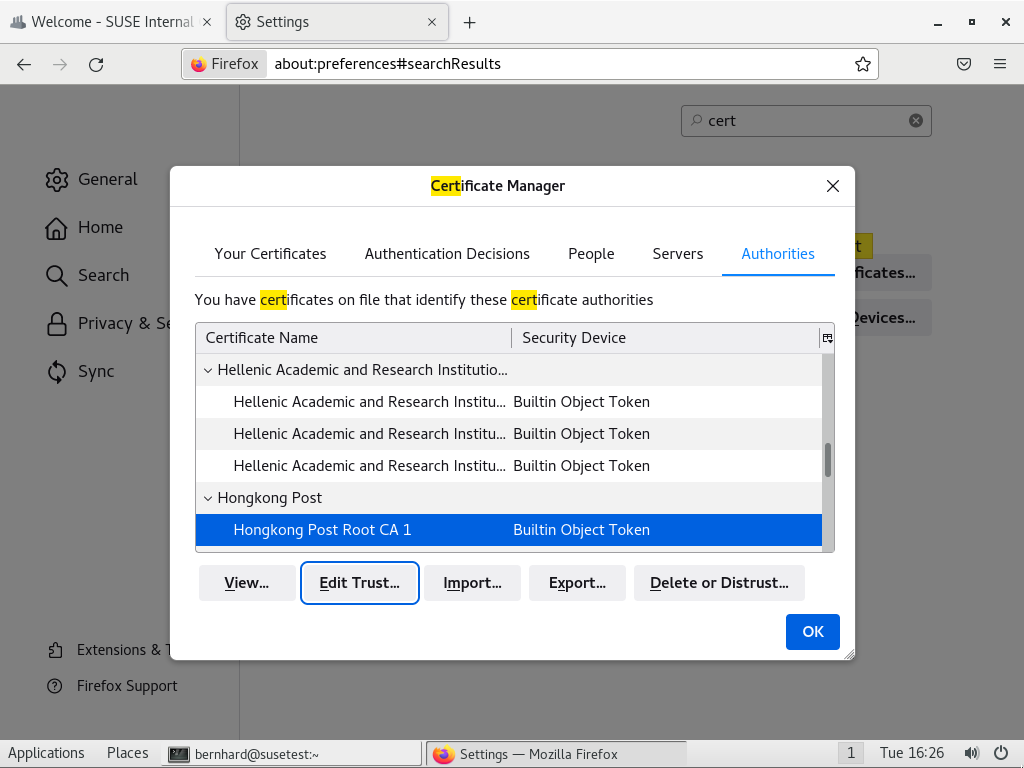 Welcome - SUSE Internal
Settings
Firefox
about:preferences#searchResults
cert
General
Home
Search
Privacy & Se
Sync
Extensions & T
Firefox Support
t
ficates...
Devices...
Certificate Manager
Your Certificates
Authentication Decisions
People
Servers
Authorities
You have certificates on file that identify these certificate authorities
Certificate Name Security Device
Hellenic Academic and Research Institutio...
Hellenic Academic and Research Institu... Builtin Object Token
Hellenic Academic and Research Institu... Builtin Object Token
Hellenic Academic and Research Institu... Builtin Object Token
Hongkong Post
Hongkong Post Root CA 1 Builtin Object Token
View...
Edit Trust...
Import...
Export...
Delete or Distrust...
OK
Applications
Places
bernhard@susetest:~
Settings — Mozilla Firefox
1
Tue 16:26